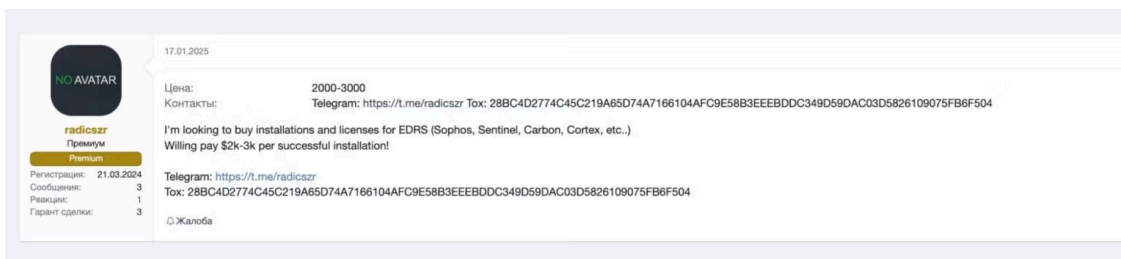 17.01.2025
NO AVATAR
radicszr
Премиум
Premium
Регистрация: 21.03.2024
Сообщения: 3
Реакции: 1
Гарант сделки: 3
Цена: 2000-3000
Контакты: Telegram: https://t.me/radicszr Tox: 28BC4D2774C45C219A65D74A7166104AFC9E58B3EEEBDDC349D59DAC03D5826109075FB6F504
I'm looking to buy installations and licenses for EDRS (Sophos, Sentinel, Carbon, Cortex, etc..)
Willing pay $2k-3k per successful installation!
Telegram: https://t.me/radicszr
Tox: 28BC4D2774C45C219A65D74A7166104AFC9E58B3EEEBDDC349D59DAC03D5826109075FB6F504
Жалоба